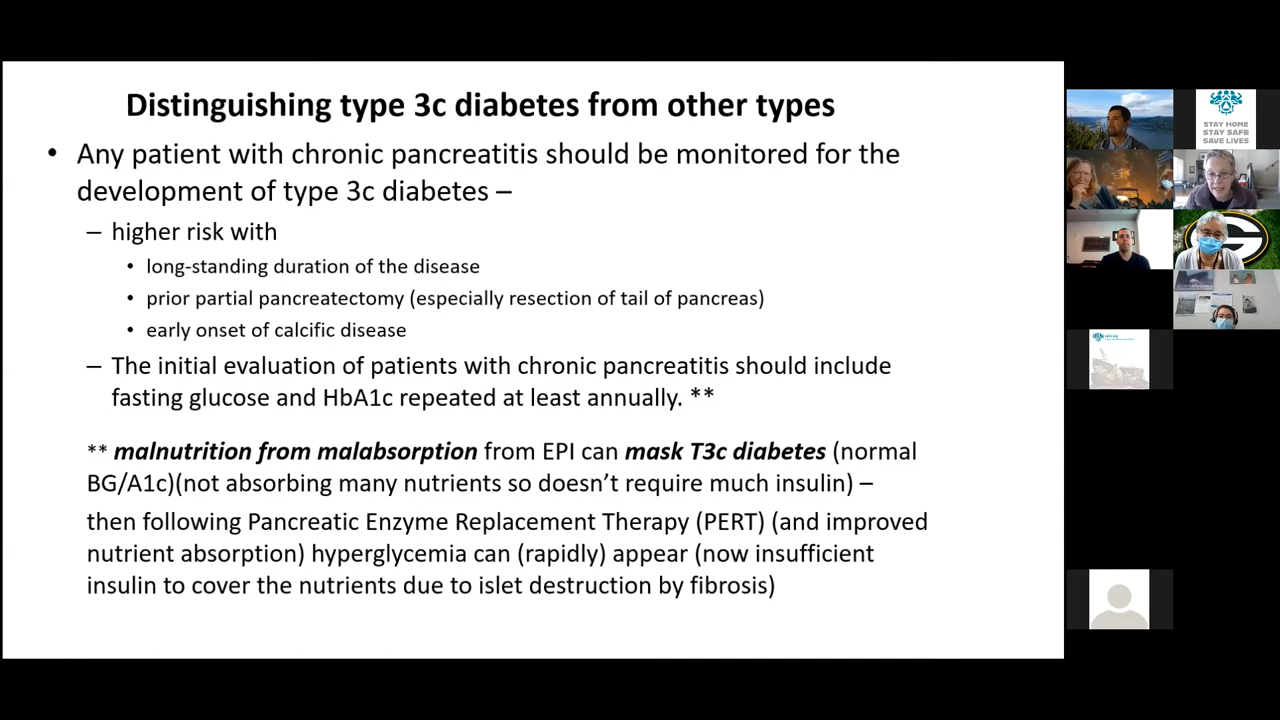 Distinguishing type 3c diabetes from other types
• Any patient with chronic pancreatitis should be monitored for the
development of type 3c diabetes –
– higher risk with
• long-standing duration of the disease
• prior partial pancreatectomy (especially resection of tail of pancreas)
• early onset of calcific disease
– The initial evaluation of patients with chronic pancreatitis should include
fasting glucose and HbA1c repeated at least annually. **
** malnutrition from malabsorption from EPI can mask T3c diabetes (normal
BG/A1c)(not absorbing many nutrients so doesn’t require much insulin) –
then following Pancreatic Enzyme Replacement Therapy (PERT) (and improved
nutrient absorption) hyperglycemia can (rapidly) appear (now insufficient
insulin to cover the nutrients due to islet destruction by fibrosis)
STAY HOME
STAY SAFE
SAVE LIVES
G